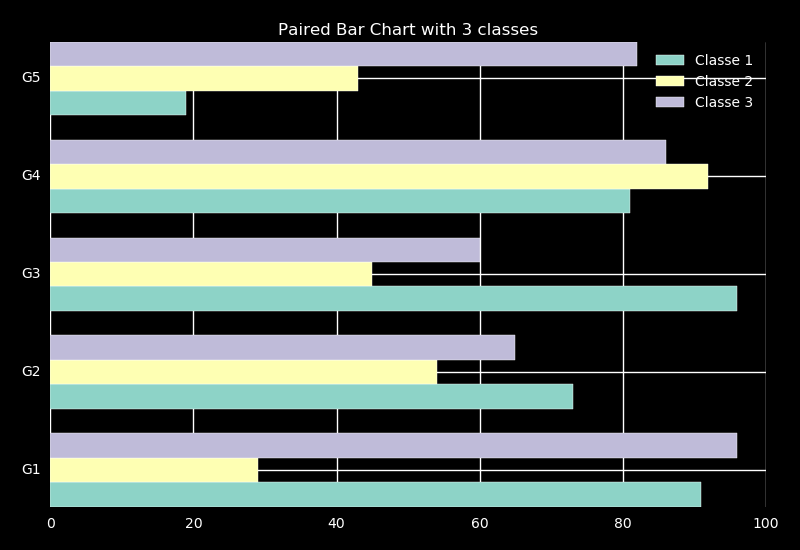 Paired Bar Chart with 3 classes
Classe 1
Classe 2
Classe 3
G5
G4
G3
G2
G1
0 20 40 60 80 100